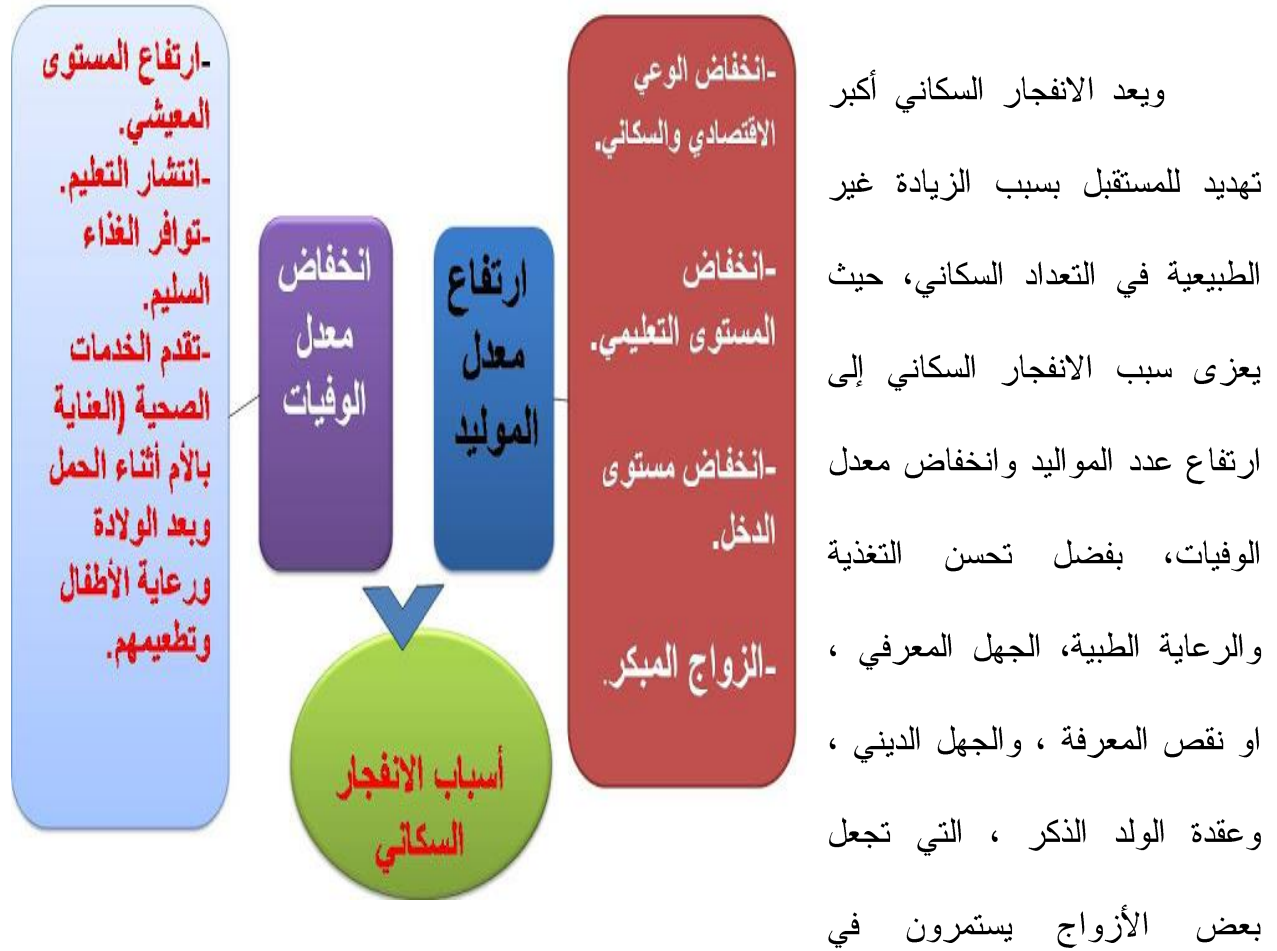 ويعد الانفجار السكاني أكبر
تهديد للمستقبل بسبب الزيادة غير
الطبيعية في التعداد السكاني، حيث
يعزى سبب الانفجار السكاني إلى
ارتفاع عدد المواليد وانخفاض معدل
الوفيات، بفضل تحسن التغذية
والرعاية الطبية، الجهل المعرفي ،
او نقص المعرفة ، والجهل الديني ،
وعقدة الولد الذكر ، التي تجعل
بعض الأزواج يستمرون في
-انخفاض الوعي
الاقتصادي والسكاني.
-انخفاض
المستوى التعليمي.
-انخفاض مستوى
الدخل.
-الزواج المبكر.
ارتفاع
معدل
الموليد
انخفاض
معدل
الوفيات
-ارتفاع المستوى
المعيشي.
-انتشار التعليم.
-توافر الغذاء
السليم.
-تقدم الخدمات
الصحية (العناية
بالأم أثناء الحمل
وبعد الولادة
ورعاية الأطفال
وتطعيمهم.
أسباب الانفجار
السكاني